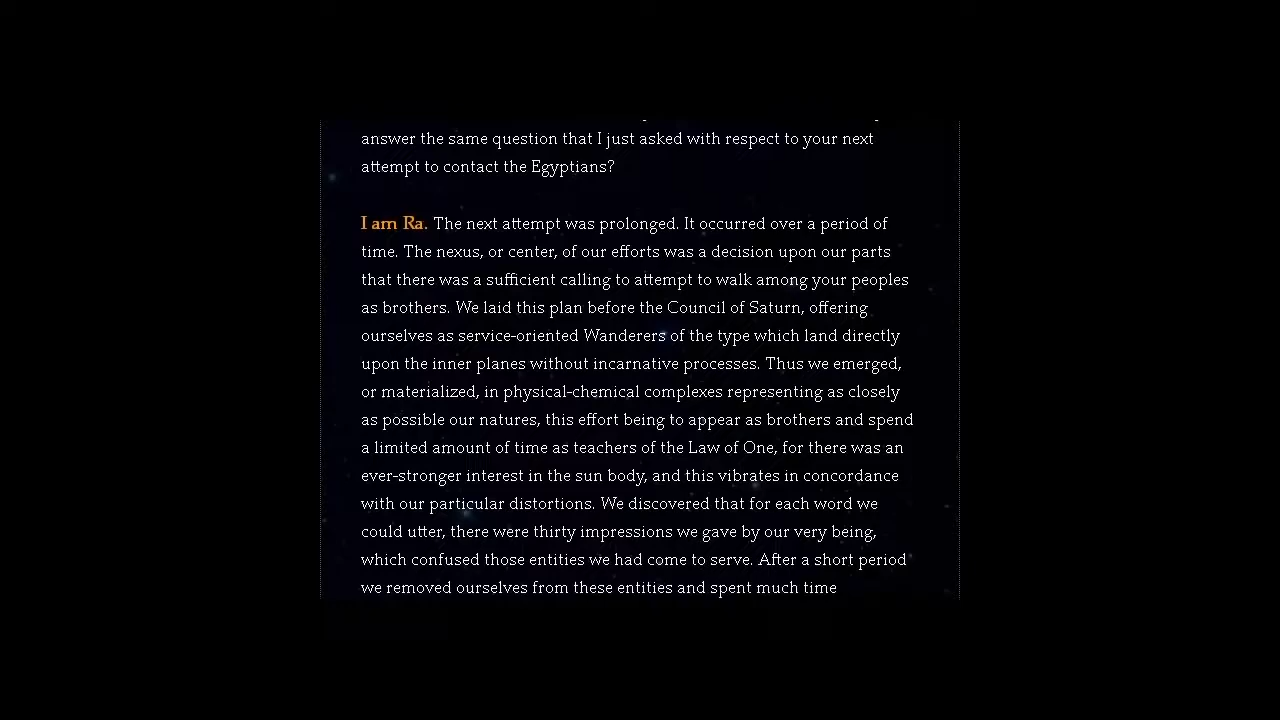 answer the same question that I just asked with respect to your next
attempt to contact the Egyptians?
I am Ra. The next attempt was prolonged. It occurred over a period of
time. The nexus, or center, of our efforts was a decision upon our parts
that there was a sufficient calling to attempt to walk among your peoples
as brothers. We laid this plan before the Council of Saturn, offering
ourselves as service-oriented Wanderers of the type which land directly
upon the inner planes without incarnative processes. Thus we emerged,
or materialized, in physical-chemical complexes representing as closely
as possible our natures, this effort being to appear as brothers and spend
a limited amount of time as teachers of the Law of One, for there was an
ever-stronger interest in the sun body, and this vibrates in concordance
with our particular distortions. We discovered that for each word we
could utter, there were thirty impressions we gave by our very being,
which confused those entities we had come to serve. After a short period
we removed ourselves from these entities and spent much time